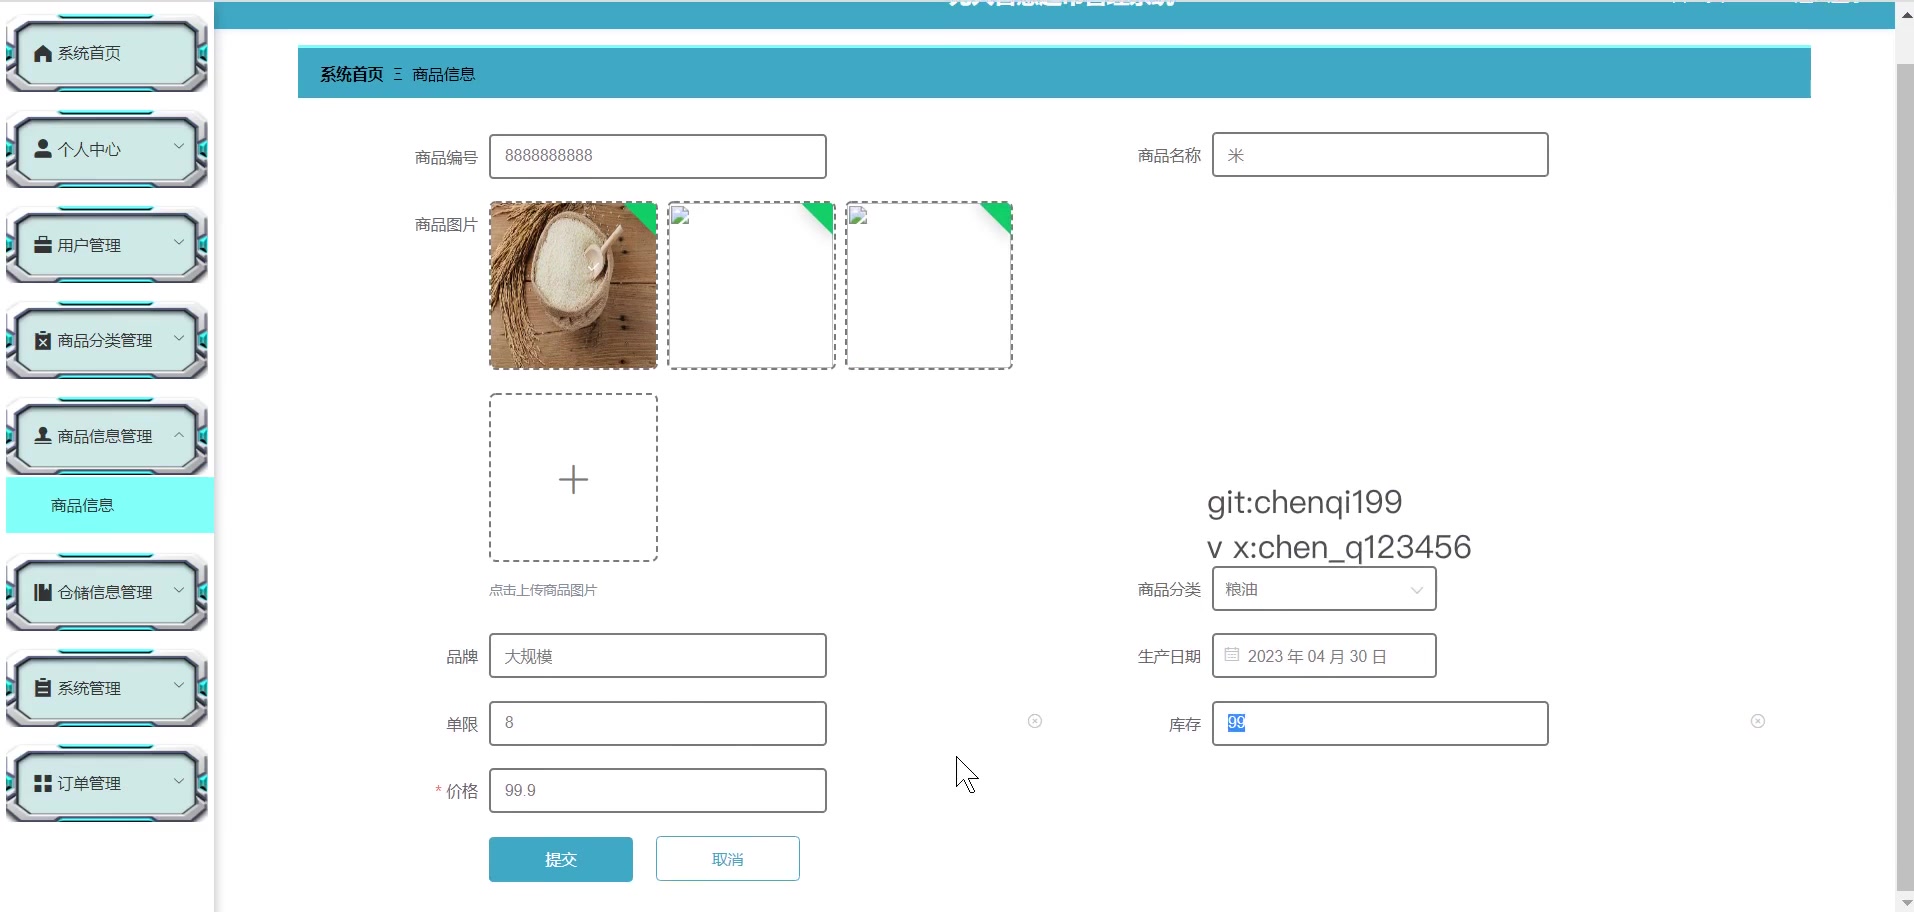 系统首页
个人中心
用户管理
商品分类管理
商品信息管理
商品信息
仓储信息管理
系统管理
订单管理
系统首页 Ξ 商品信息
商品编号 8888888888
商品名称 米
商品图片
点击上传商品图片
git:chenqi199
v x:chen_q123456
商品分类 粮油
品牌 大规模
生产日期 2023 年 04 月 30 日
单限 8
库存 99
* 价格 99.9
提交 取消